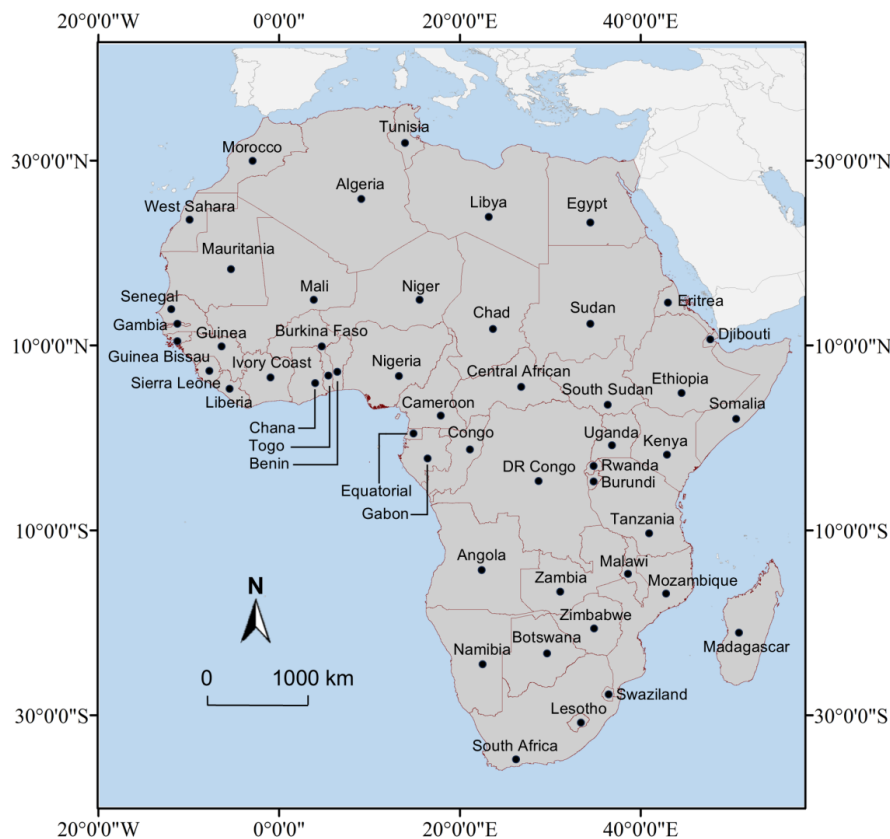 20°0'0"W 0°0'0" 20°0'0"E 40°0'0"E
Tunisia
Morocco
30°0'0"N 30°0'0"N
Algeria
West Sahara Libya Egypt
Mauritania
Mali Niger
Senegal Eritrea
Chad Sudan
Gambia
Guinea Burkina Faso Djibouti
10°0'0"N 10°0'0"N
Guinea Bissau
Ivory Coast Nigeria
Central African Ethiopia
Sierra Leone South Sudan
Liberia Cameroon Somalia
Chana Congo Uganda
Togo Kenya
Benin DR Congo Rwanda
Equatorial Burundi
Gabon
Tanzania
10°0'0"S 10°0'0"S
Angola Malawi
N Zambia Mozambique
Zimbabwe
Botswana
Namibia Madagascar
0 1000 km
Swaziland
Lesotho
30°0'0"S 30°0'0"S
South Africa
20°0'0"W 0°0'0" 20°0'0"E 40°0'0"E